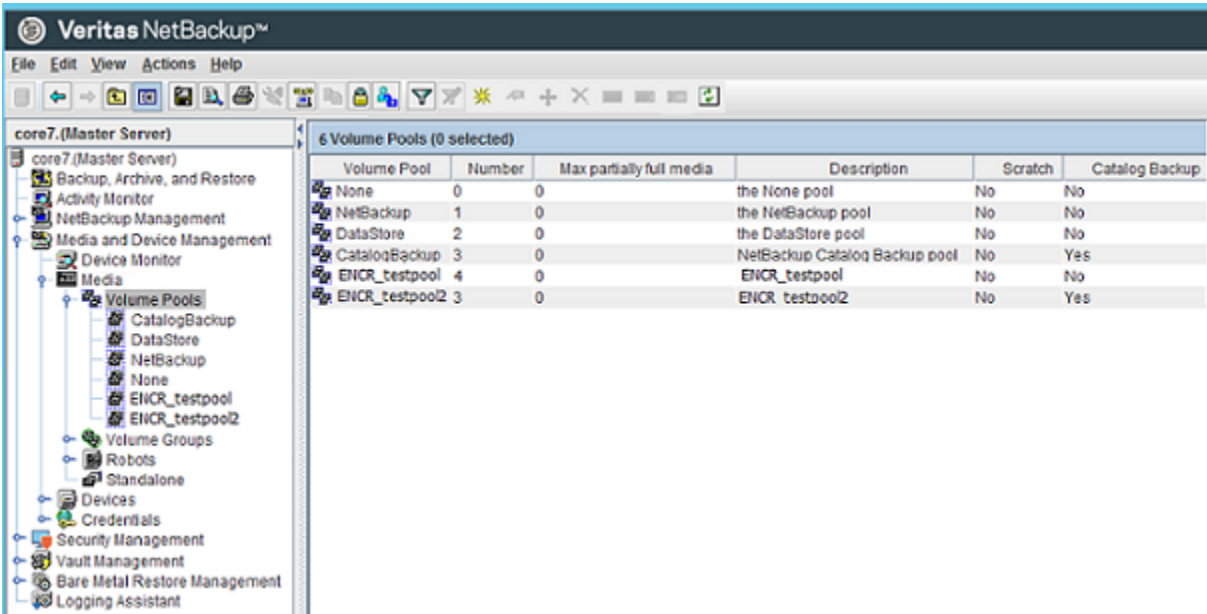 Veritas NetBackup™
File Edit View Actions Help
core7.(Master Server)
core7.(Master Server)
Backup, Archive, and Restore
Activity Monitor
NetBackup Management
Media and Device Management
Device Monitor
Media
Volume Pools
CatalogBackup
DataStore
NetBackup
None
ENCR_testpool
ENCR_testpool2
Volume Groups
Robots
Standalone
Devices
Credentials
Security Management
Vault Management
Bare Metal Restore Management
Logging Assistant
6 Volume Pools (0 selected)
Volume Pool Number Max partially full media Description Scratch Catalog Backup
None 0 0 the None pool No No
NetBackup 1 0 the NetBackup pool No No
DataStore 2 0 the DataStore pool No No
CatalogBackup 3 0 NetBackup Catalog Backup pool No Yes
ENCR_testpool 4 0 ENCR_testpool No No
ENCR_testpool2 3 0 ENCR_testpool2 No Yes